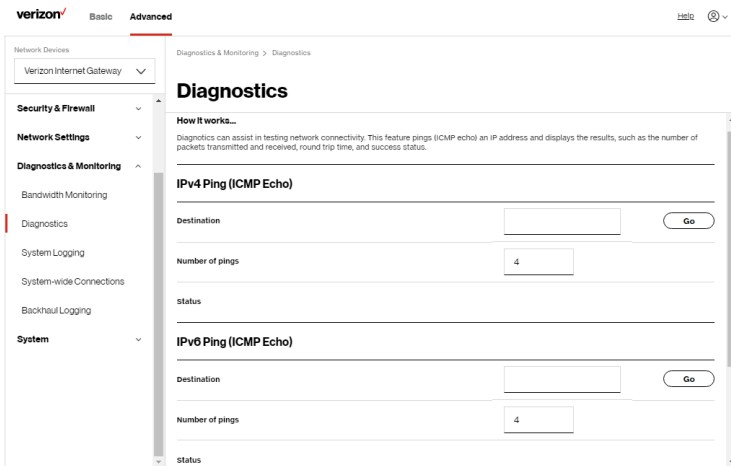 verizon
Basic
Advanced
Help
Network Devices
Verizon Internet Gateway
Security & Firewall
Network Settings
Diagnostics & Monitoring
Bandwidth Monitoring
Diagnostics
System Logging
System-wide Connections
Backhaul Logging
System
Diagnostics & Monitoring > Diagnostics
Diagnostics
How it works...
Diagnotics can assist in testing network connectivity. This feature pings (ICMP echo) an IP address and displays the results, such as the number of
packets transmitted and received, round trip time, and success status.
IPv4 Ping (ICMP Echo)
Destination
Go
Number of pings
4
Status
IPv6 Ping (ICMP Echo)
Destination
Go
Number of pings
4
Status